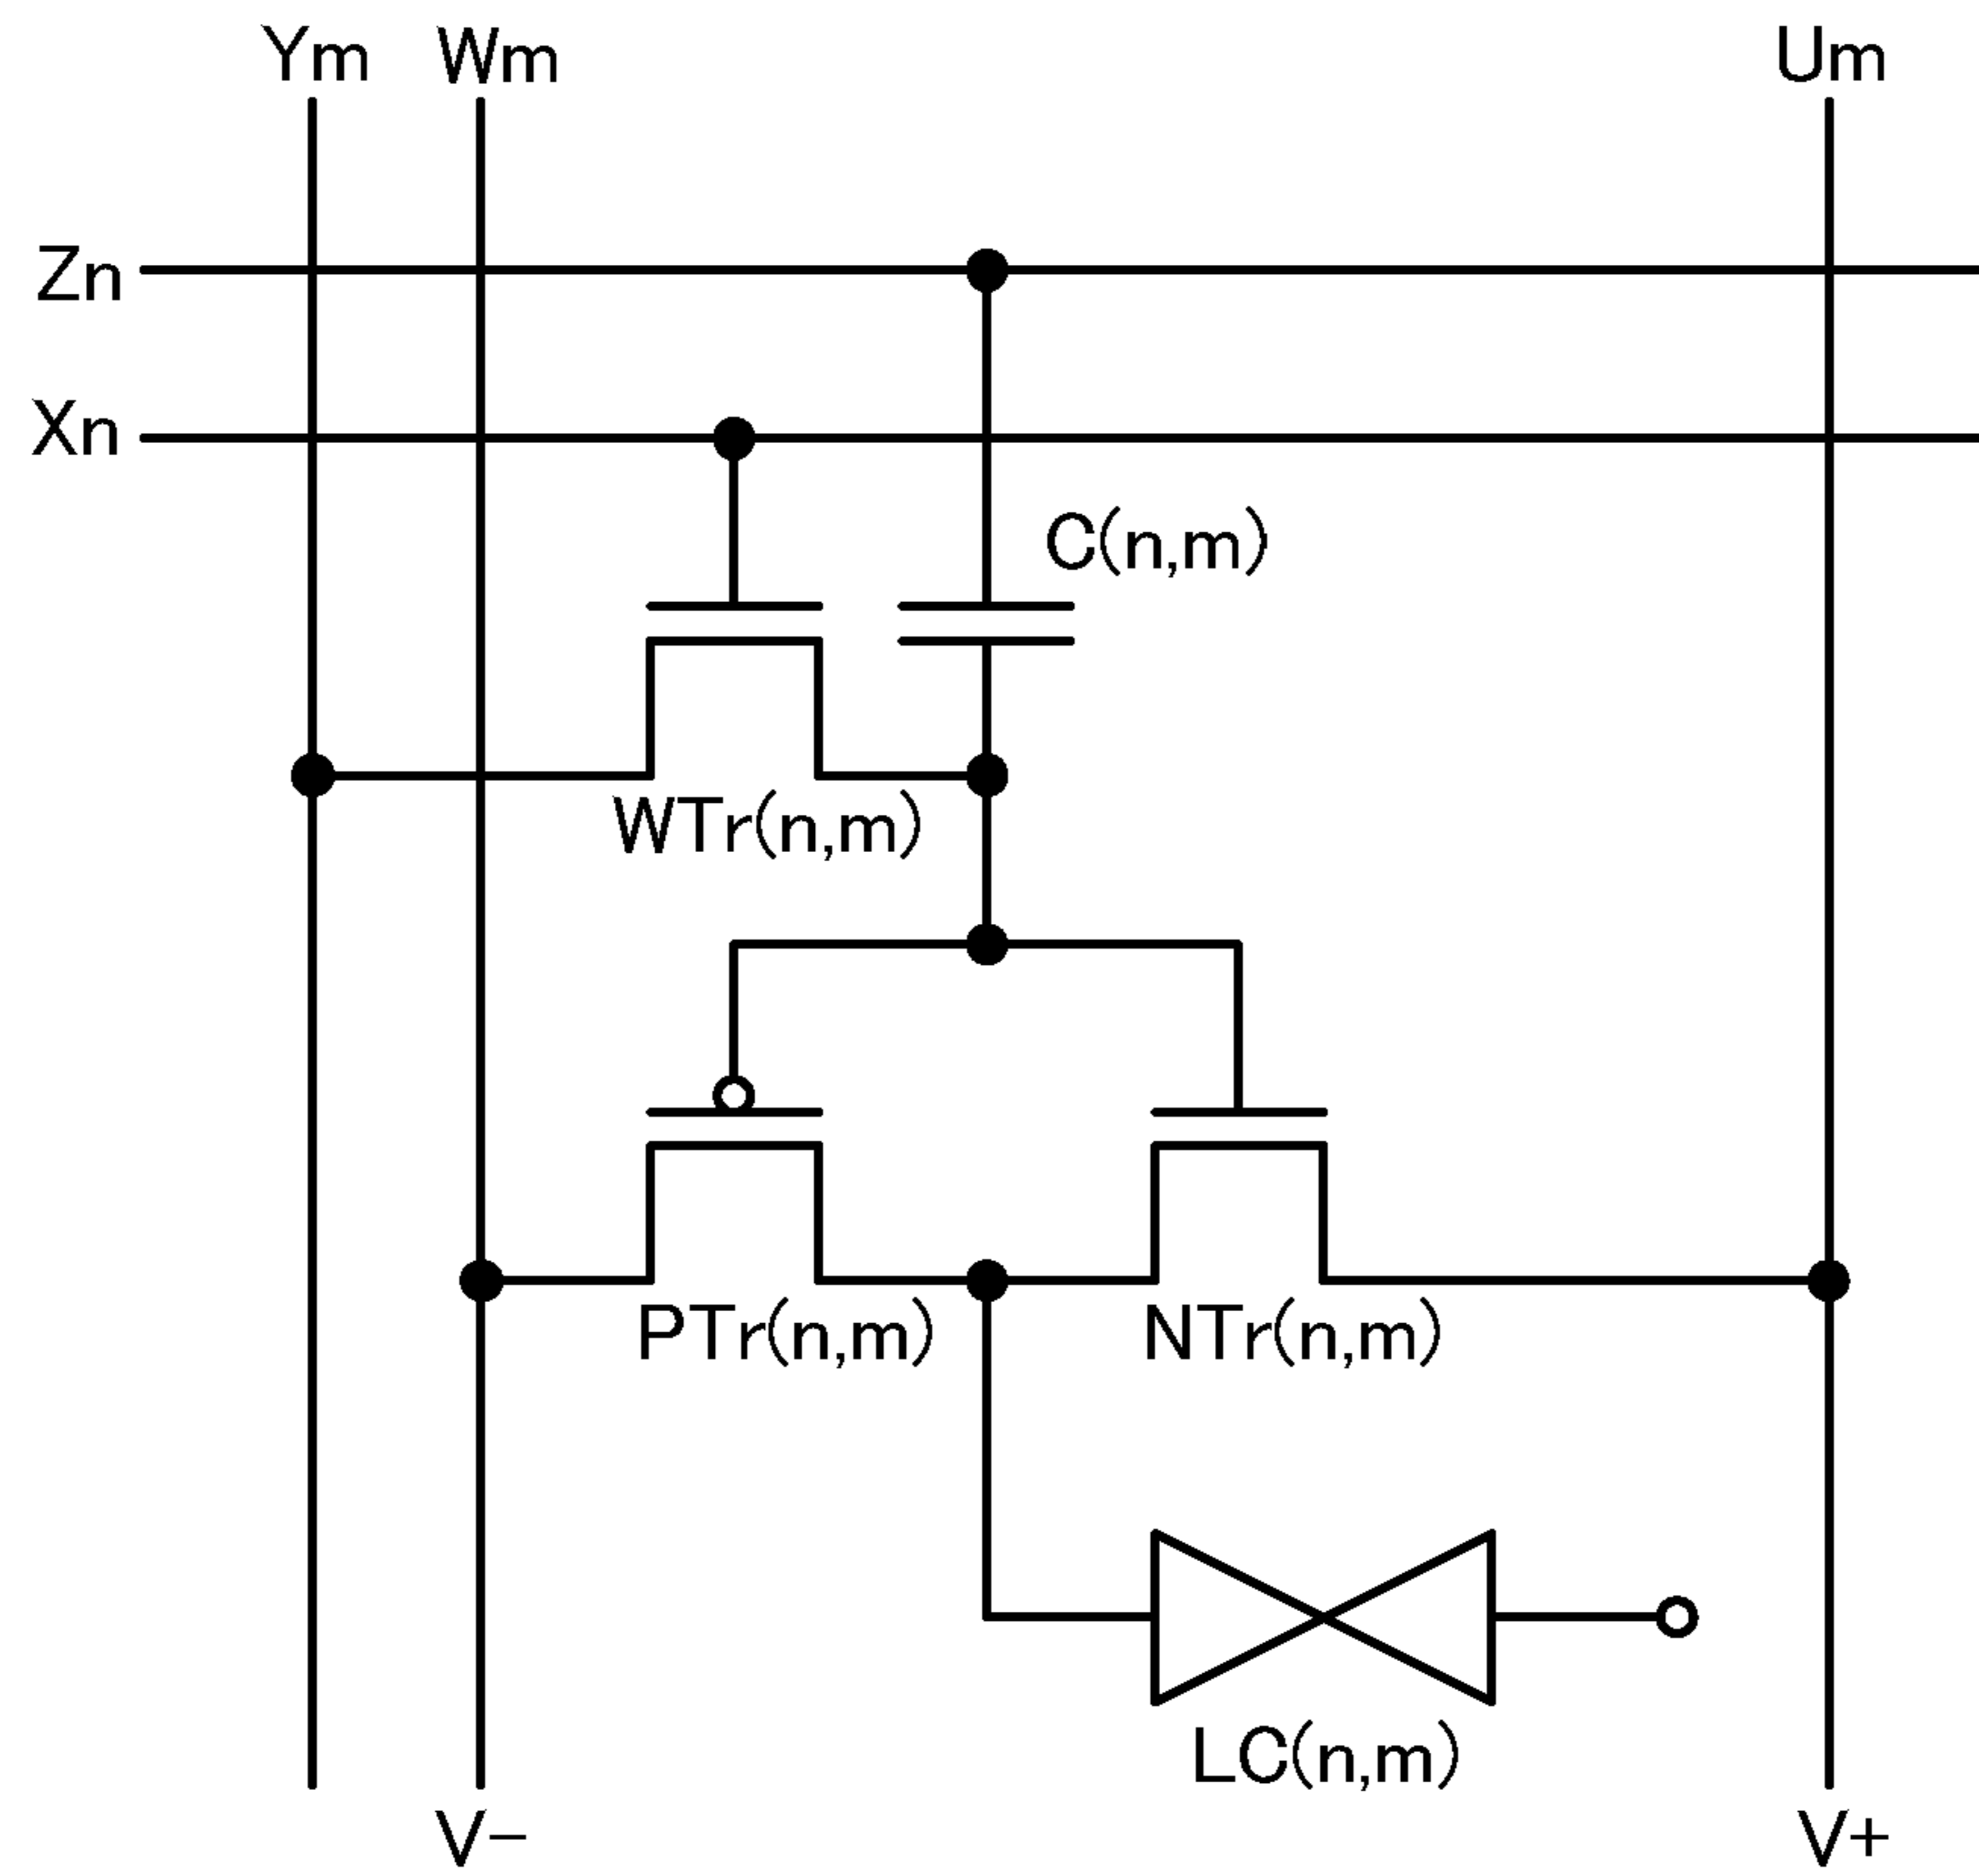 Ym Wm Um
Zn
Xn
C(n,m)
WTr(n,m)
PTr(n,m) NTr(n,m)
LC(n,m)
V− V+